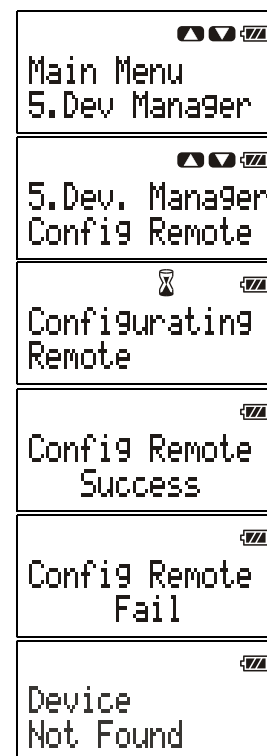 Main Menu
5.Dev Manager
5.Dev. Manager
Config Remote
Configurating
Remote
Config Remote
Success
Config Remote
Fail
Device
Not Found